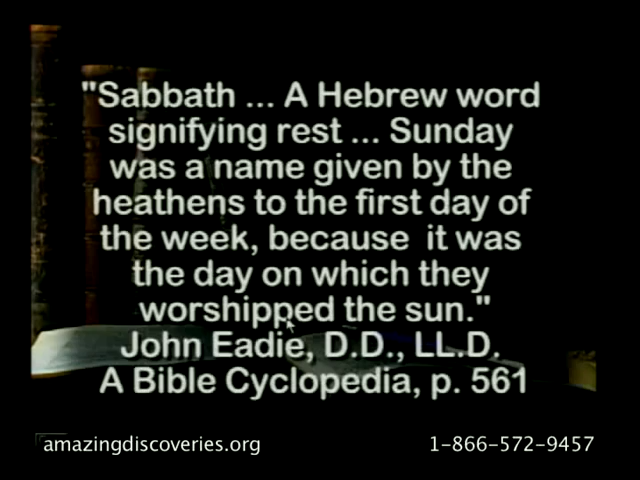 "Sabbath ... A Hebrew word
signifying rest ... Sunday
was a name given by the
heathens to the first day of
the week, because it was
the day on which they
worshipped the sun."
John Eadie, D.D., LL.D.
A Bible Cyclopedia, p. 561
amazingdiscoveries.org 1-866-572-9457